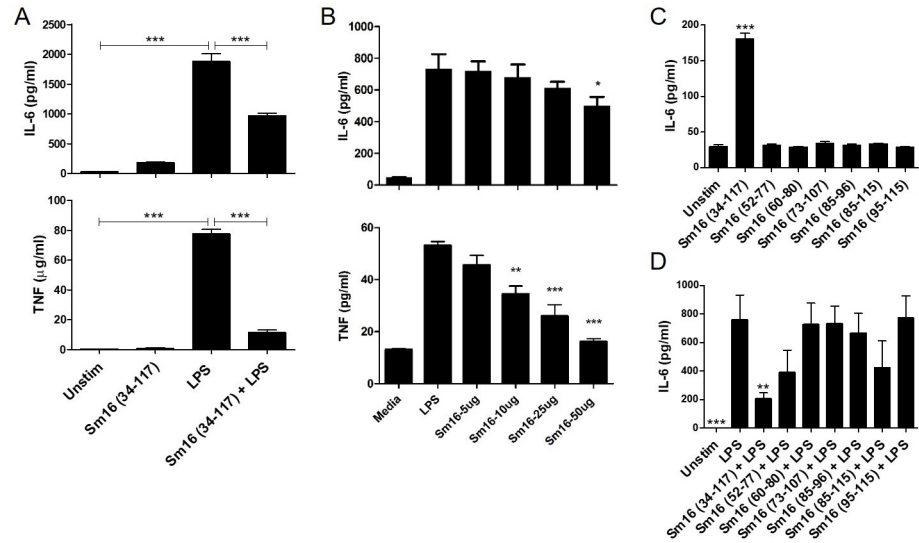 A
IL-6 (pg/ml)
2500
2000
1500
1000
500
0
***
***
TNF (µg/ml)
100
80
60
40
20
0
***
***
Unstim
Sm16 (34-117)
LPS
Sm16 (34-117) + LPS
B
IL-6 (pg/ml)
1000
800
600
400
200
0
*
TNF (pg/ml)
60
40
20
0
**
***
***
Media
LPS
Sm16-5ug
Sm16-10ug
Sm16-25ug
Sm16-50ug
C
IL-6 (pg/ml)
200
150
100
50
0
***
Unstim
Sm16 (34-117)
Sm16 (52-77)
Sm16 (60-80)
Sm16 (73-107)
Sm16 (85-96)
Sm16 (85-115)
Sm16 (95-115)
D
IL-6 (pg/ml)
1000
800
600
400
200
0
***
**
Unstim
LPS
Sm16 (34-117) + LPS
Sm16 (52-77) + LPS
Sm16 (60-80) + LPS
Sm16 (73-107) + LPS
Sm16 (85-96) + LPS
Sm16 (85-115) + LPS
Sm16 (95-115) + LPS